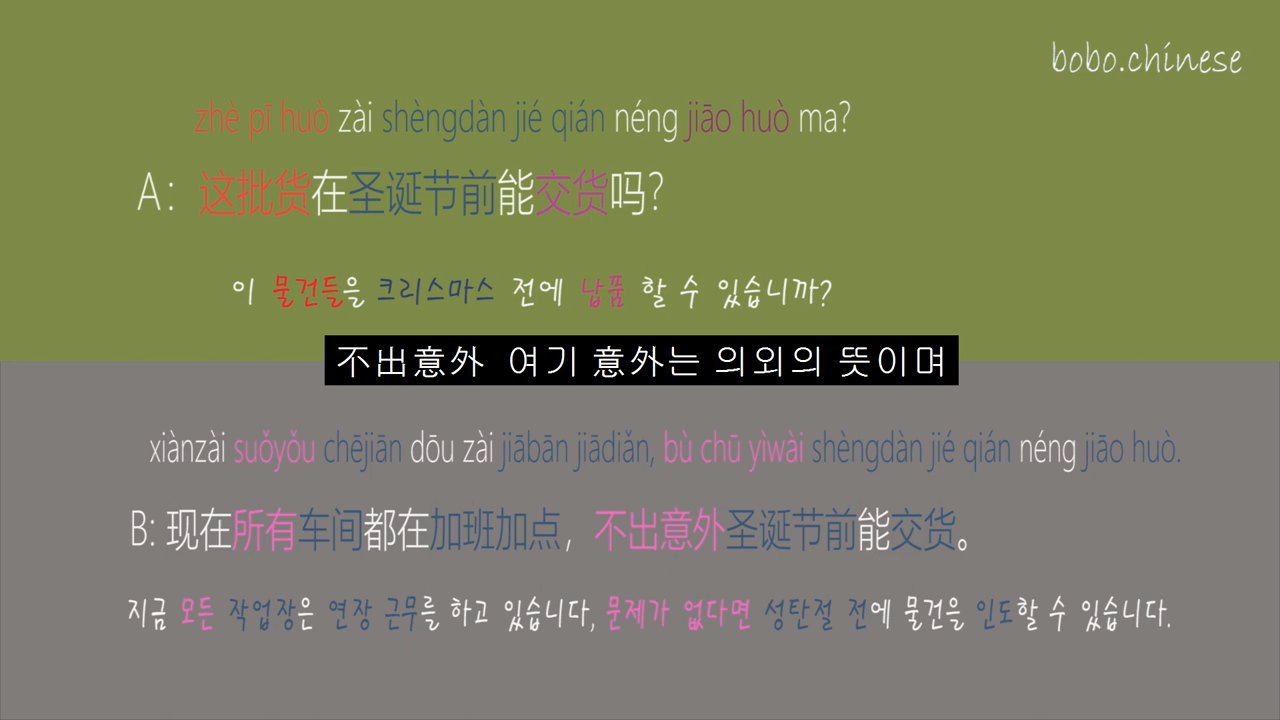 bobo.chinese
zhè pī huò zài shèngdàn jié qián néng jiāo huò ma?
A: 这批货在圣诞节前能交货吗?
이 물건들을 크리스마스 전에 납품 할 수 있습니까?
不出意外 여기 意外는 의외의 뜻이며
xiànzài suǒyǒu chējiān dōu zài jiābān jiādiǎn, bù chū yìwài shèngdàn jié qián néng jiāo huò.
B: 现在所有车间都在加班加点，不出意外圣诞节前能交货。
지금 모든 작업장은 연장 근무를 하고 있습니다, 문제가 없다면 성탄절 전에 물건을 인도할 수 있습니다.